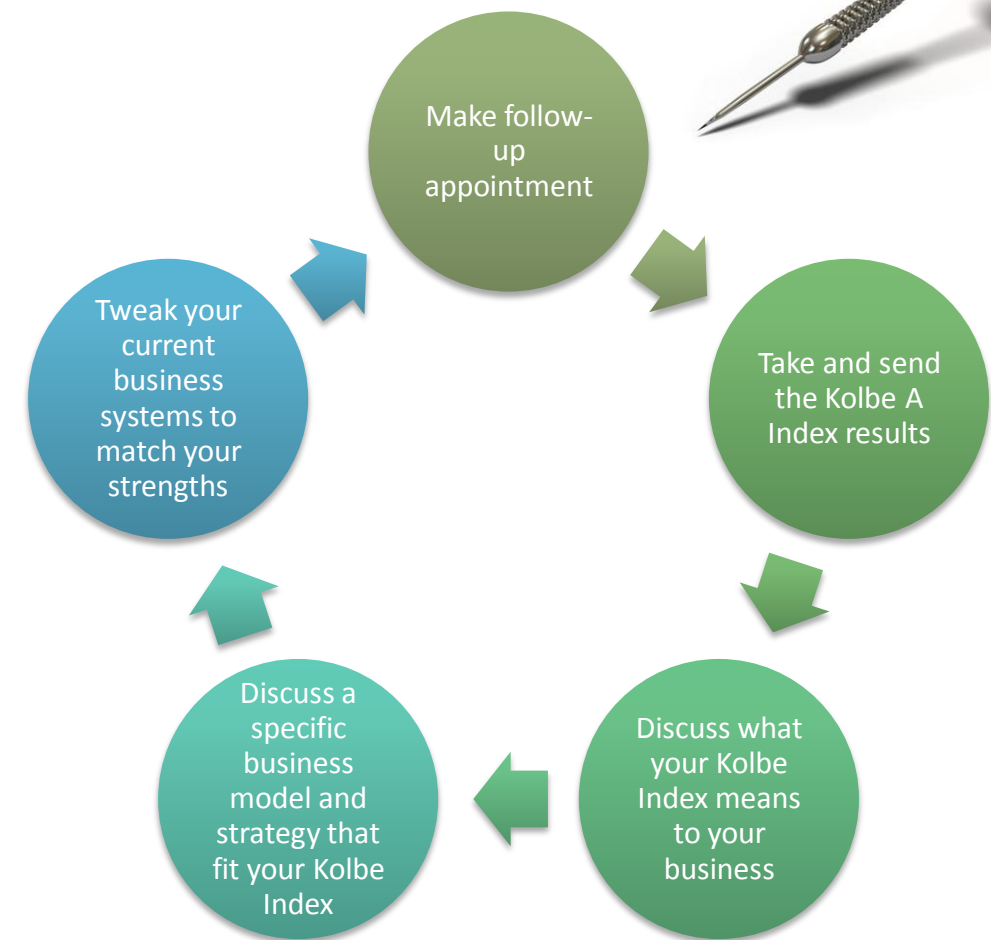 Make follow-
up
appointment
Take and send
the Kolbe A
Index results
Discuss what
your Kolbe
Index means
to your
business
Discuss a
specific
business
model and
strategy that
fit your Kolbe
Index
Tweak your
current
business
systems to
match your
strengths